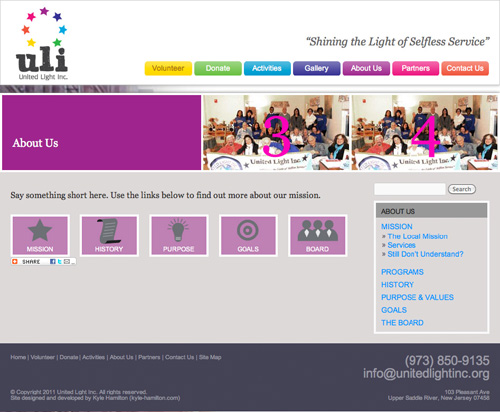 uli
United Light Inc.
“Shining the Light of Selfless Service”
Volunteer Donate Activities Gallery About Us Partners Contact Us
About Us
3 4
United Light Inc. United Light Inc.
Search
Say something short here. Use the links below to find out more about our mission.
MISSION HISTORY PURPOSE GOALS BOARD
SHARE
ABOUT US
MISSION
» The Local Mission
» Services
» Still Don't Understand?
PROGRAMS
HISTORY
PURPOSE & VALUES
GOALS
THE BOARD
Home | Volunteer | Donate | Activities | About Us | Partners | Contact Us | Site Map
(973) 850-9135
info@unitedlightinc.org
© Copyright 2011 United Light Inc. All rights reserved.
Site designed and developed by Kyle Hamilton (kyle-hamilton.com)
103 Pleasant Ave
Upper Saddle River, New Jersey 07458